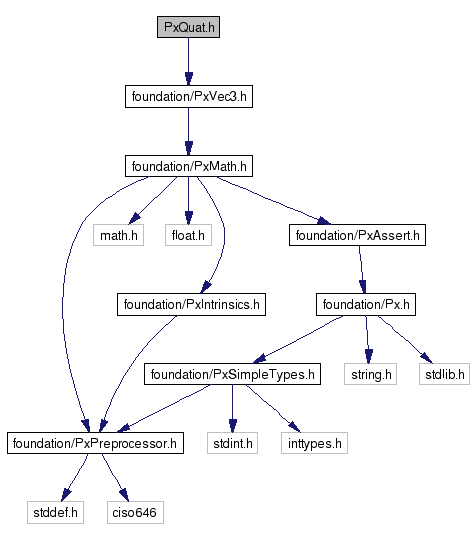 PxQuat.h
foundation/PxVec3.h
foundation/PxMath.h
math.h
float.h
foundation/PxAssert.h
foundation/PxIntrinsics.h
foundation/Px.h
foundation/PxSimpleTypes.h
string.h
stdlib.h
foundation/PxPreprocessor.h
stdint.h
inttypes.h
stddef.h
ciso646